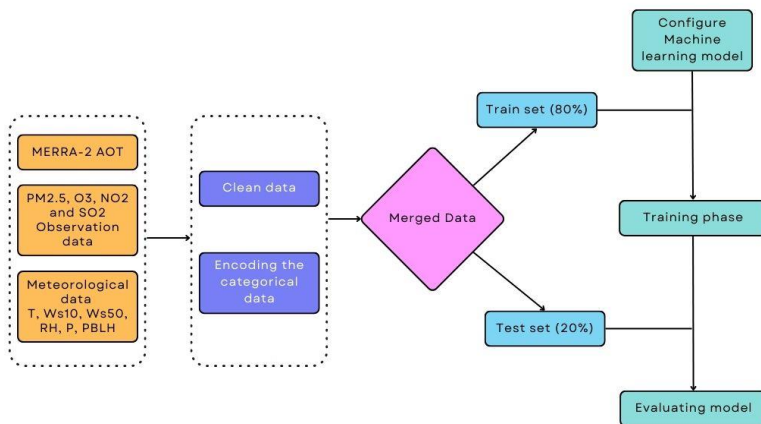 Configure
Machine
learning model
Train set (80%)
MERRA-2 AOT
PM2.5, O3, NO2
and SO2
Observation
data
Clean data
Merged Data
Training phase
Encoding the
categorical
data
Meteorological
data
T, Ws10, Ws50,
RH, P, PBLH
Test set (20%)
Evaluating model